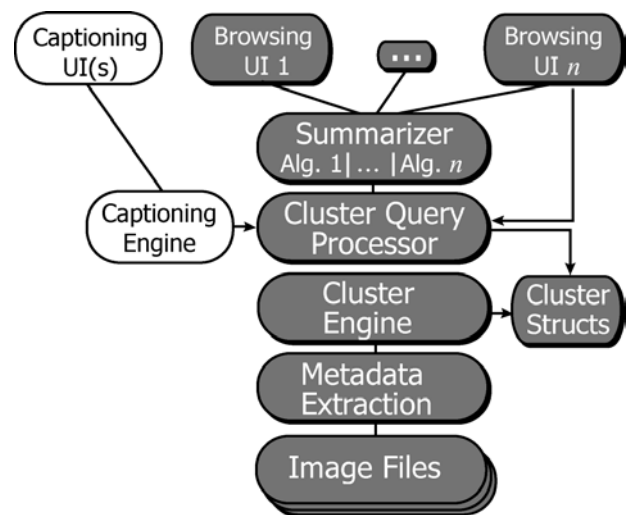 Captioning
UI(s)
Browsing
UI 1
...
Browsing
UI n
Summarizer
Alg. 1| ... |Alg. n
Captioning
Engine
Cluster Query
Processor
Cluster
Engine
Cluster
Structs
Metadata
Extraction
Image Files